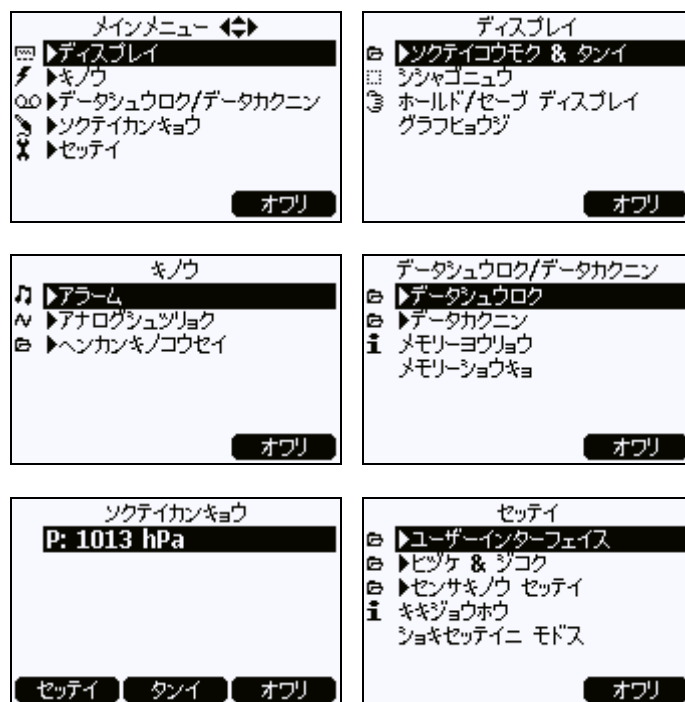 メインメニュー
▶ディスプレイ
▶キノウ
▶データシュウロク/データカクニン
▶ソクテイカンキョウ
▶セッテイ
オワリ
ディスプレイ
▶ソクテイコウモク & タンイ
シシャゴニュウ
ホールド/セーブ ディスプレイ
グラフヒョウジ
オワリ
キノウ
▶アラーム
▶アナログシュツリョク
▶ヘンカンキノコウセイ
オワリ
データシュウロク/データカクニン
▶データシュウロク
▶データカクニン
メモリーヨウリョウ
メモリーショウキョ
オワリ
ソクテイカンキョウ
P: 1013 hPa
セッテイ タンイ オワリ
セッテイ
▶ユーザーインターフェイス
▶ヒヅケ & ジコク
▶センサキノウ セッテイ
キキジョウホウ
ショキセッテイニ モドス
オワリ